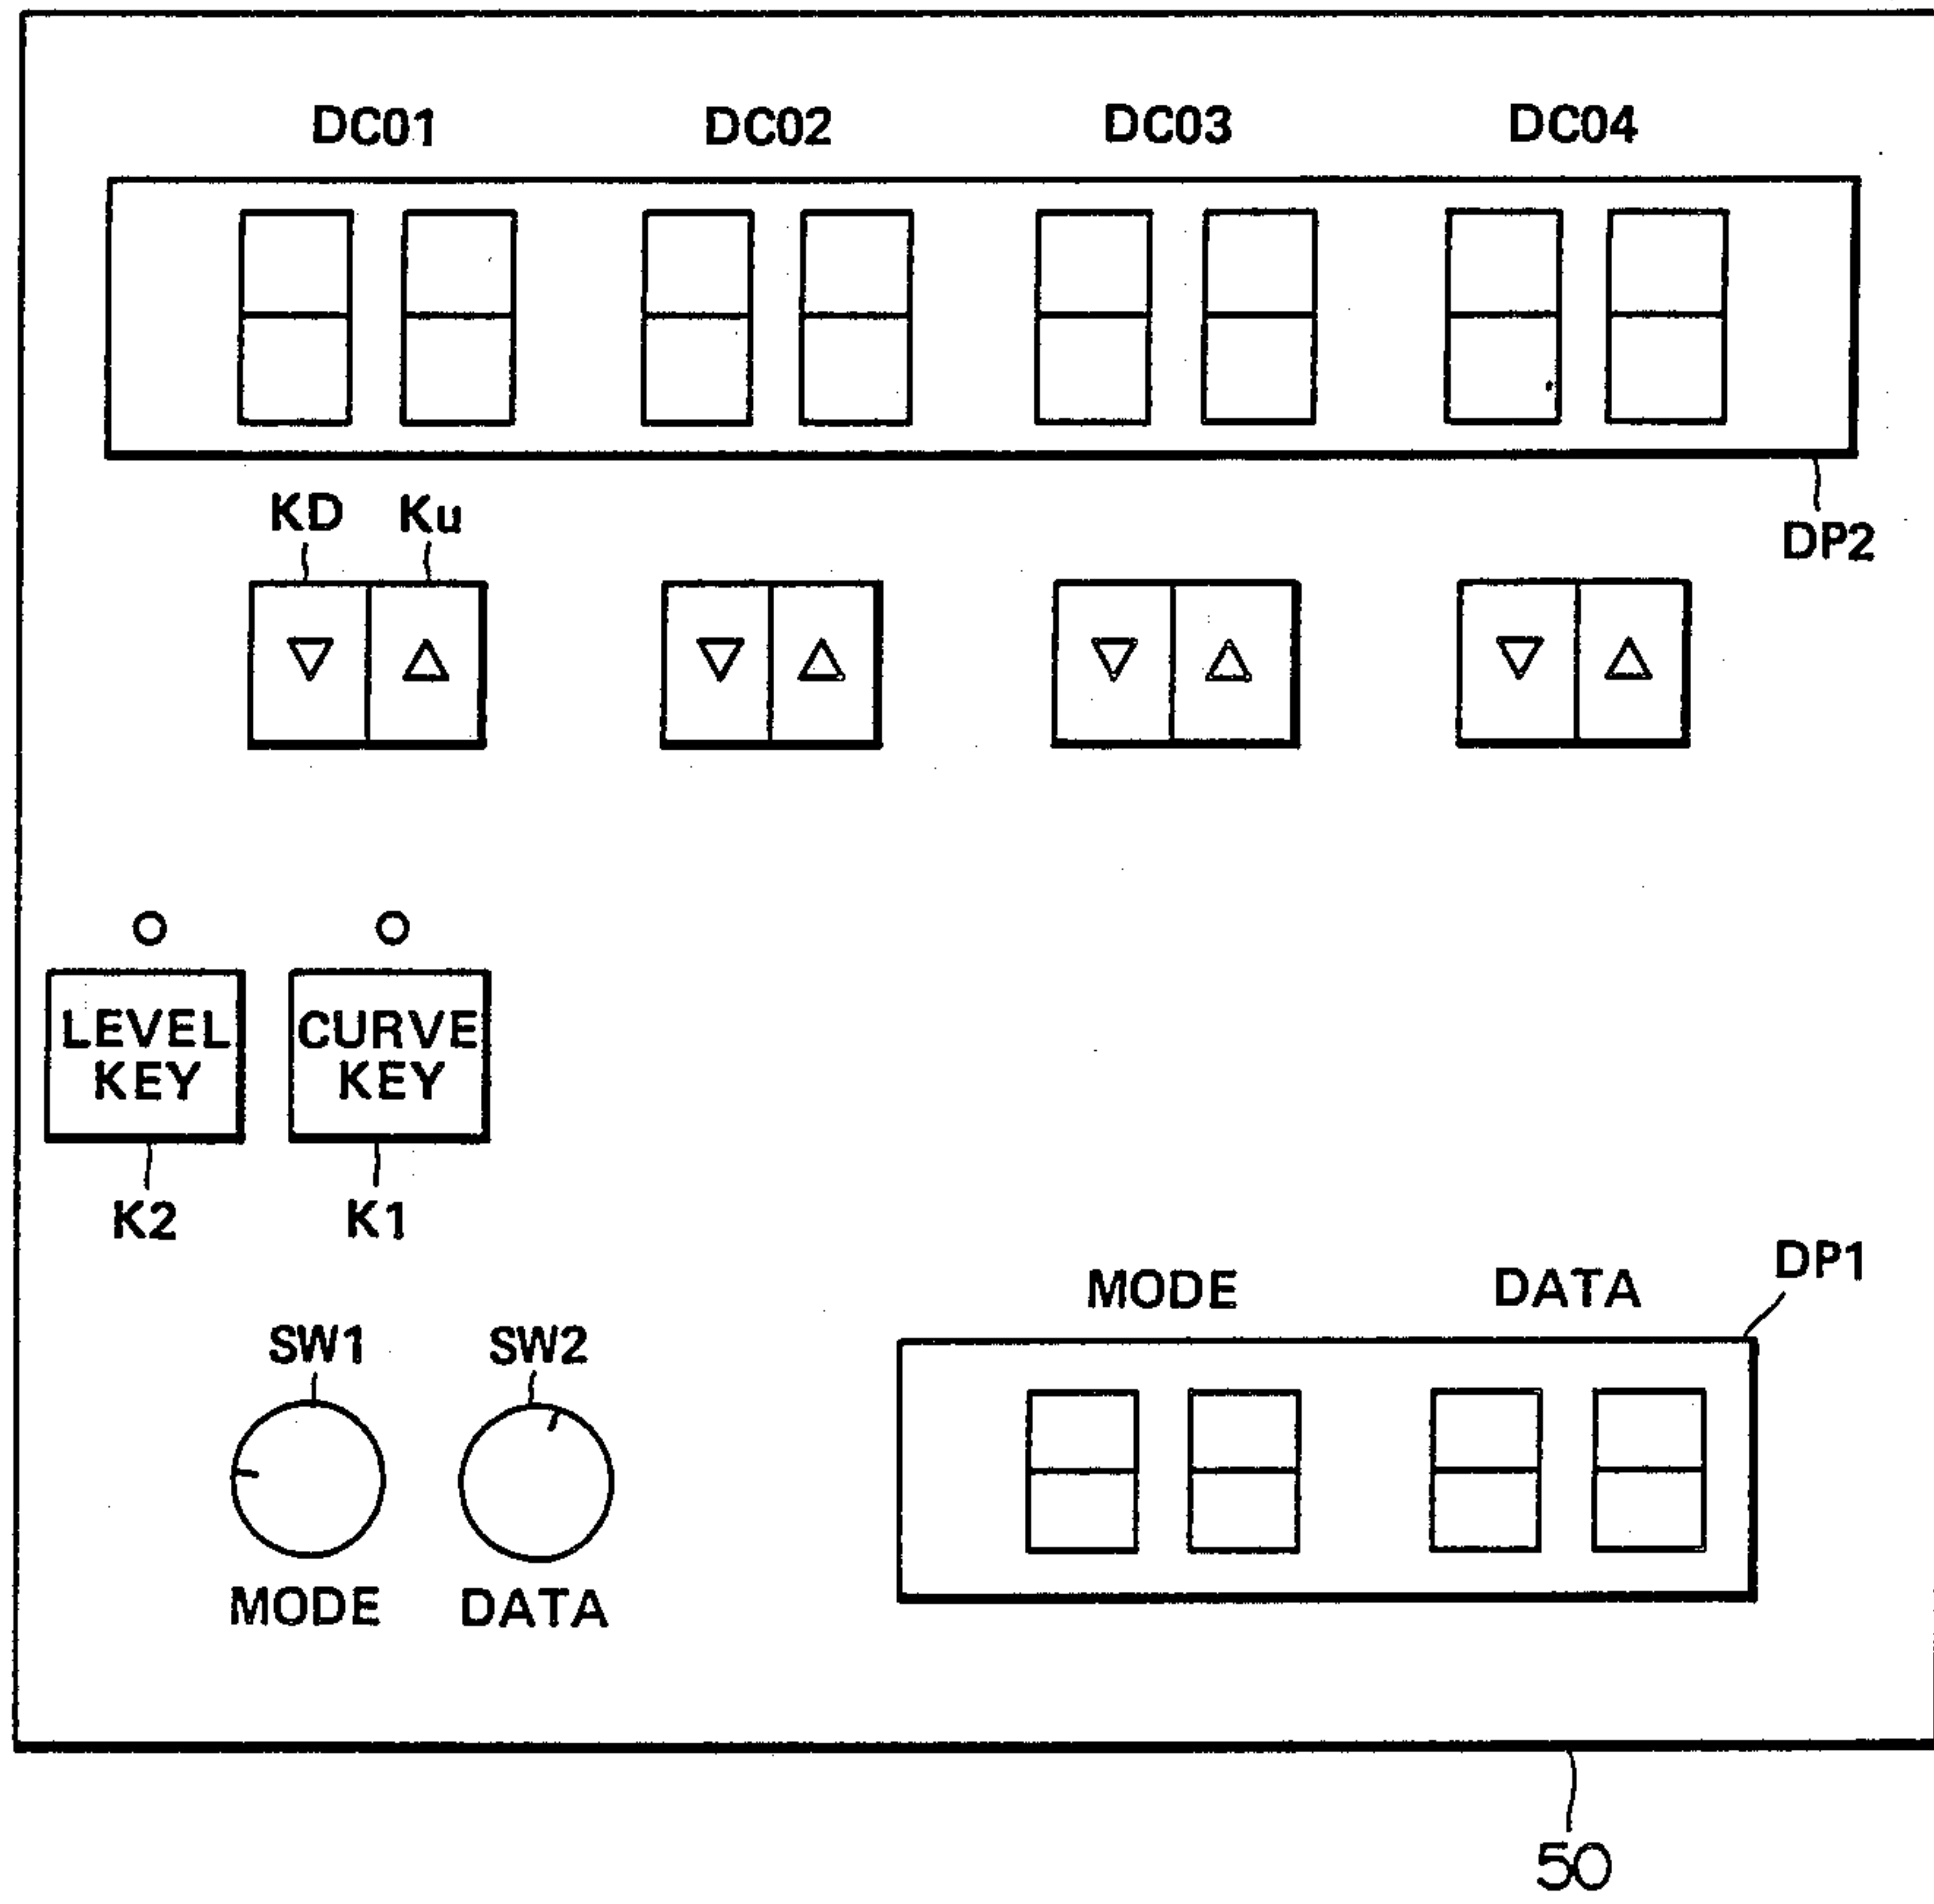 DC01 DC02 DC03 DC04
KD Ku
DP2
LEVEL KEY
CURVE KEY
K2 K1
DP1
MODE DATA
SW1 SW2
MODE DATA
50